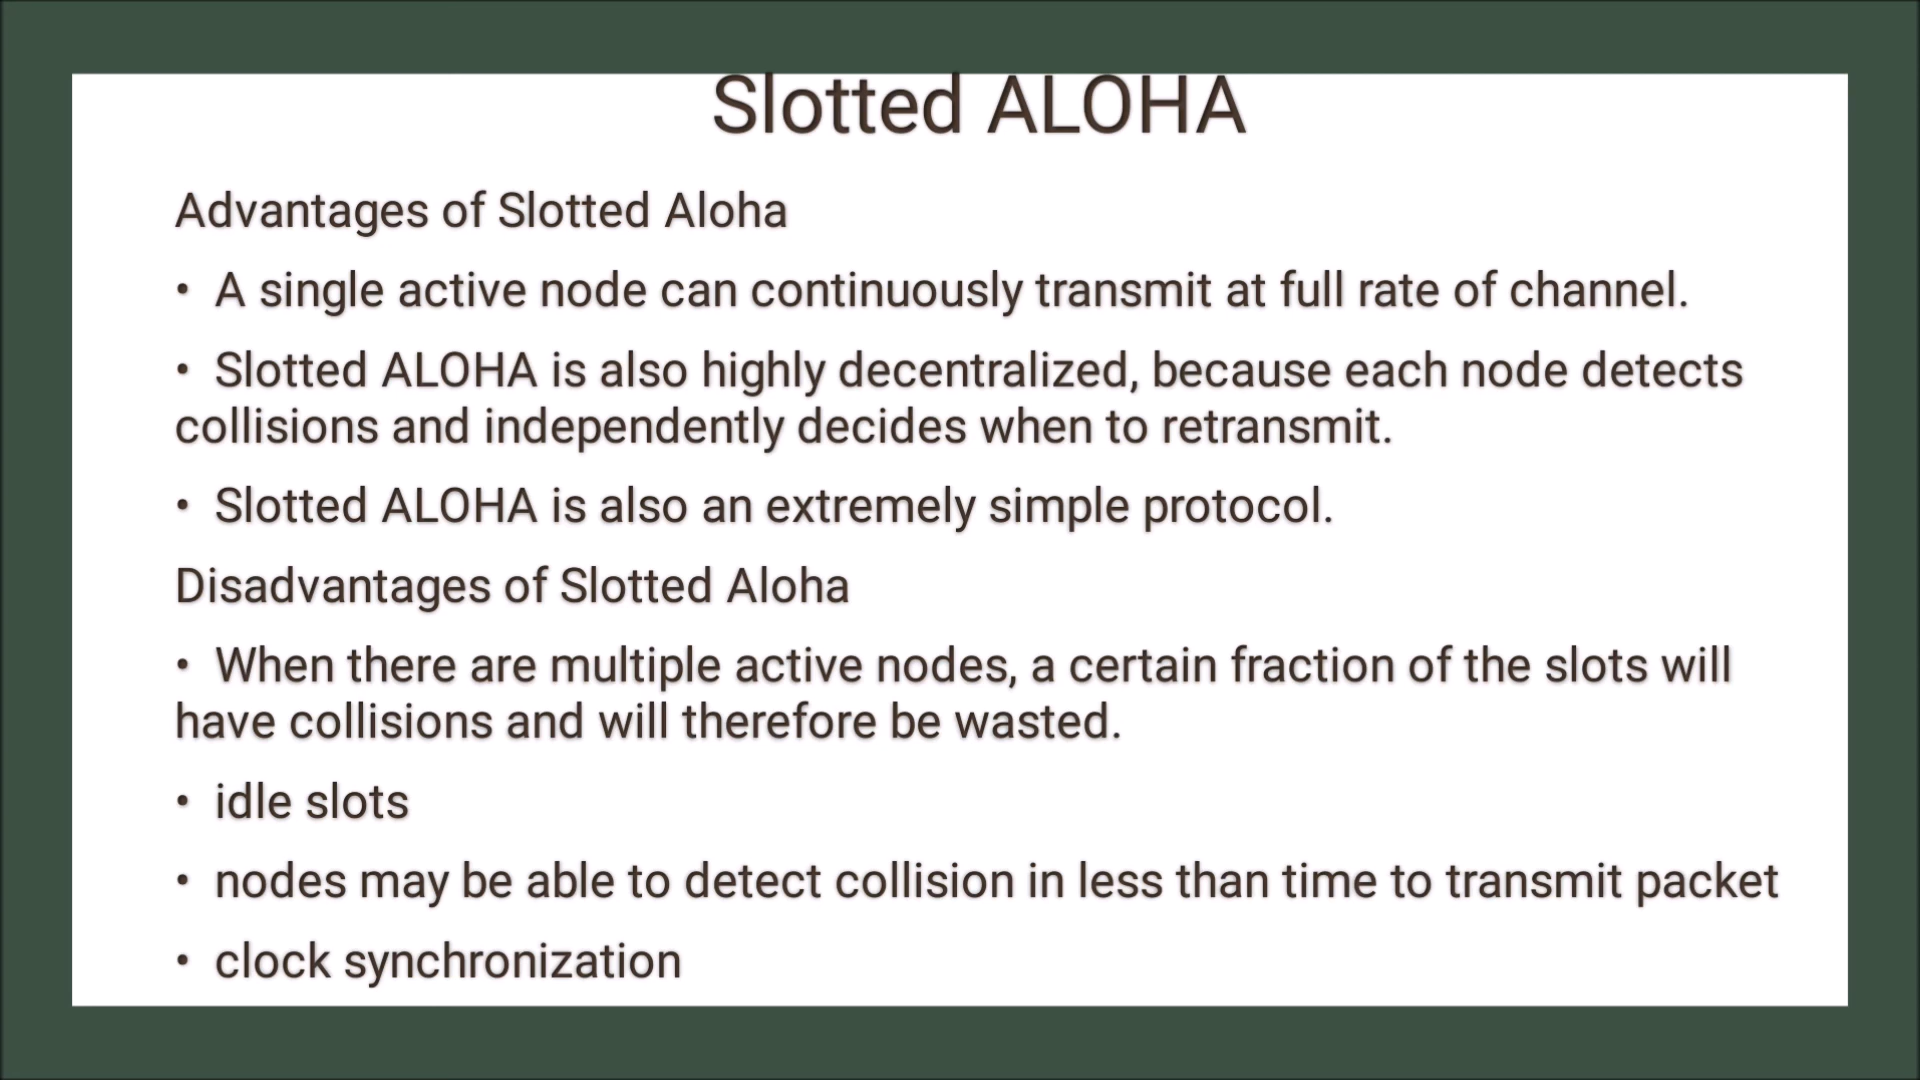 Slotted ALOHA
Advantages of Slotted Aloha
• A single active node can continuously transmit at full rate of channel.
• Slotted ALOHA is also highly decentralized, because each node detects
collisions and independently decides when to retransmit.
• Slotted ALOHA is also an extremely simple protocol.
Disadvantages of Slotted Aloha
• When there are multiple active nodes, a certain fraction of the slots will
have collisions and will therefore be wasted.
• idle slots
• nodes may be able to detect collision in less than time to transmit packet
• clock synchronization